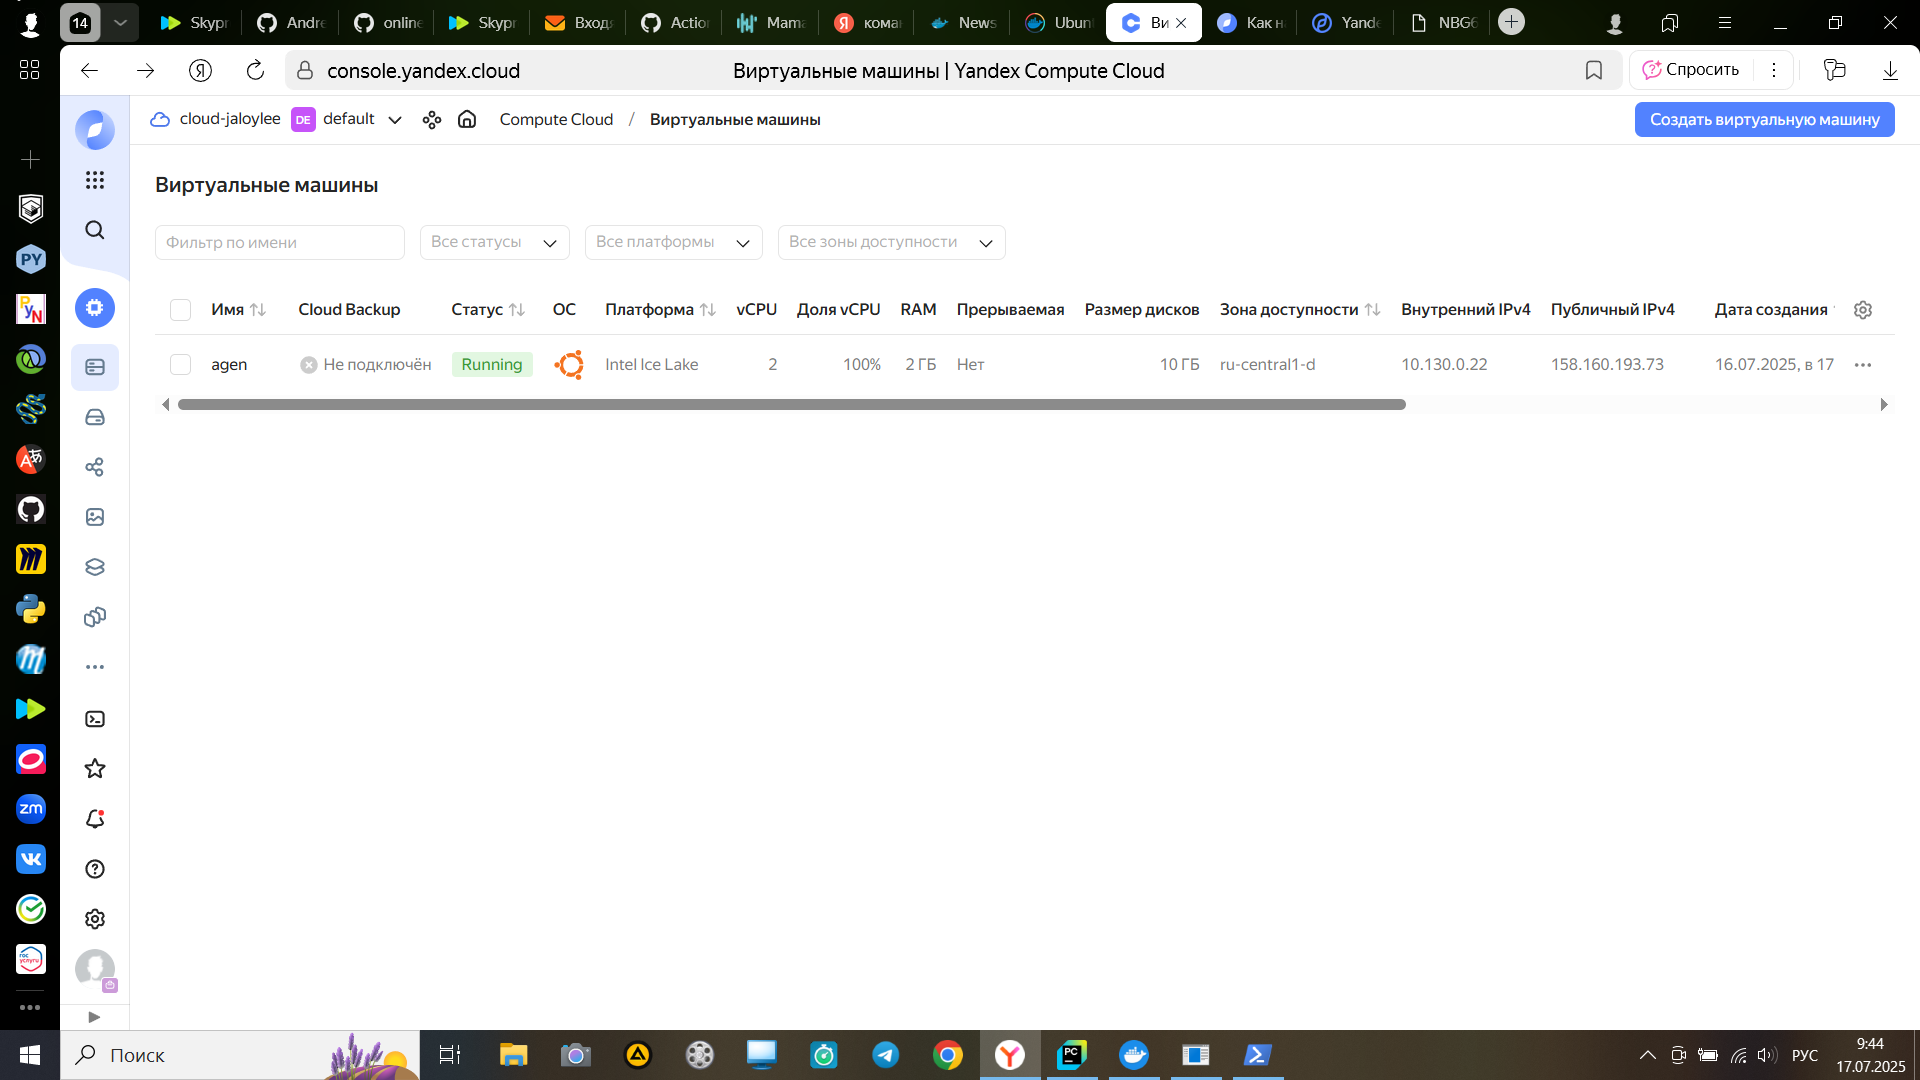 14
Skypr
Andre
online
Skypr
Вход
Action
Mama
кома
News
Ubunt
Ви
Как н
Yande
NBG6
console.yandex.cloud
Виртуальные машины | Yandex Compute Cloud
Спросить
cloud-jaloylee
DE
default
Compute Cloud / Виртуальные машины
Создать виртуальную машину
Виртуальные машины
Фильтр по имени
Все статусы
Все платформы
Все зоны доступности
Имя Cloud Backup Статус ОС Платформа vCPU Доля vCPU RAM Прерываемая Размер дисков Зона доступности Внутренний IPv4 Публичный IPv4 Дата создания
agen Не подключён Running Intel Ice Lake 2 100% 2 ГБ Нет 10 ГБ ru-central1-d 10.130.0.22 158.160.193.73 16.07.2025, в 17
PY
zm
Поиск
PC
РУС
9:44
17.07.2025